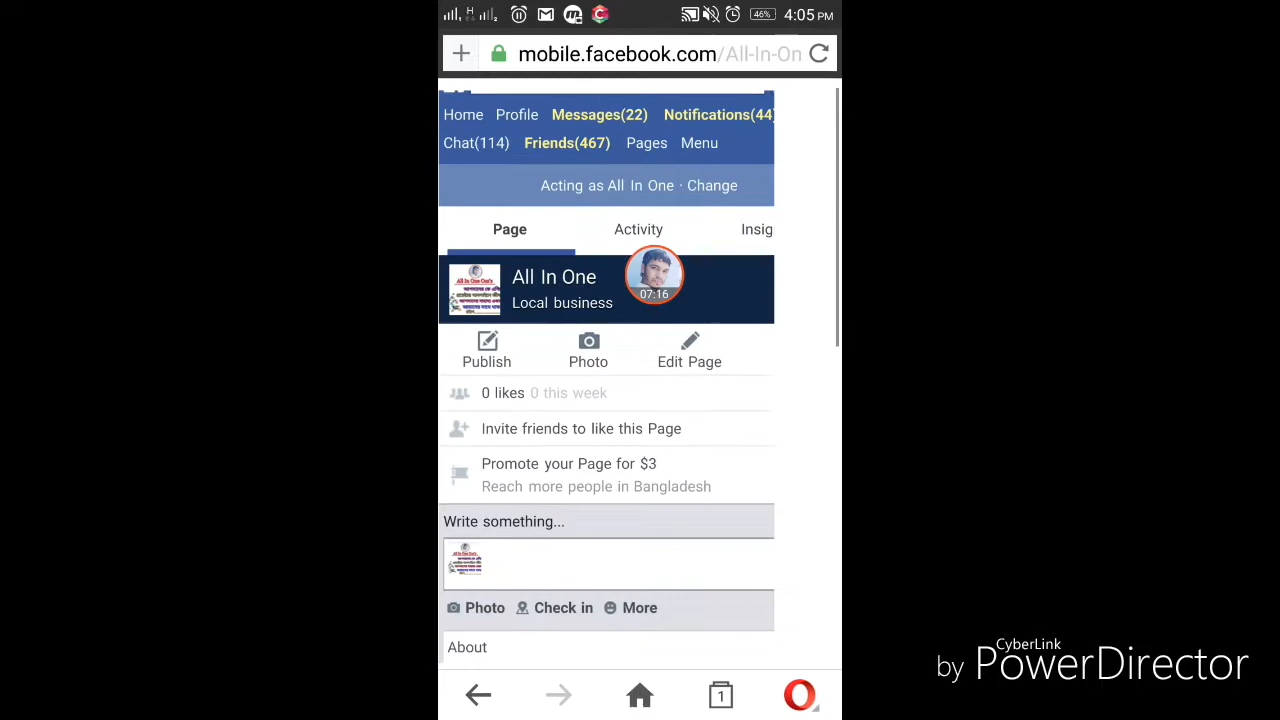 H
46%
4:05 PM
mobile.facebook.com/All-In-On
Home Profile Messages(22) Notifications(44)
Chat(114) Friends(467) Pages Menu
Acting as All In One · Change
Page Activity Insig
All In One
Local business
07:16
Publish Photo Edit Page
0 likes 0 this week
Invite friends to like this Page
Promote your Page for $3
Reach more people in Bangladesh
Write something...
Photo Check in More
About
1
CyberLink
by PowerDirector